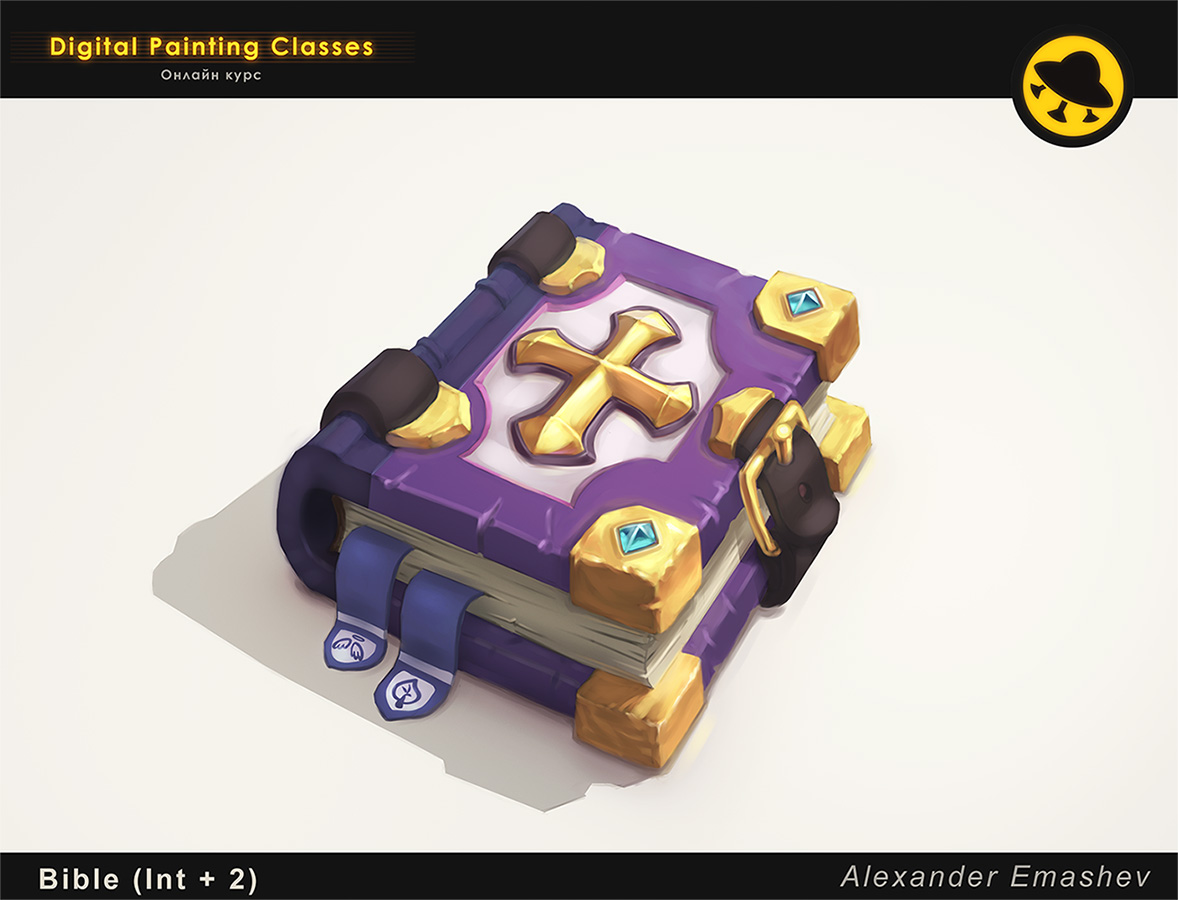 Digital Painting Classes
Онлайн курс
Bible (Int + 2)
Alexander Emashev